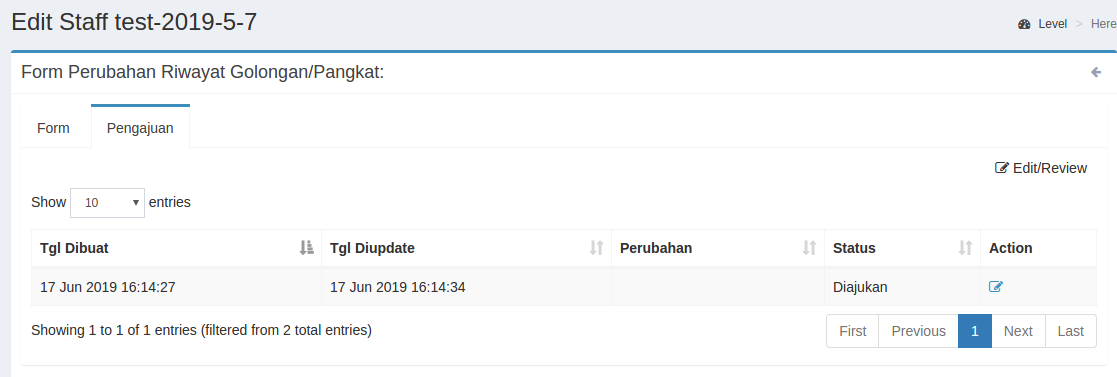 Edit Staff test-2019-5-7
Level > Here
Form Perubahan Riwayat Golongan/Pangkat:
Form Pengajuan
Edit/Review
Show 10 entries
Tgl Dibuat Tgl Diupdate Perubahan Status Action
17 Jun 2019 16:14:27 17 Jun 2019 16:14:34 Diajukan
Showing 1 to 1 of 1 entries (filtered from 2 total entries)
First Previous 1 Next Last